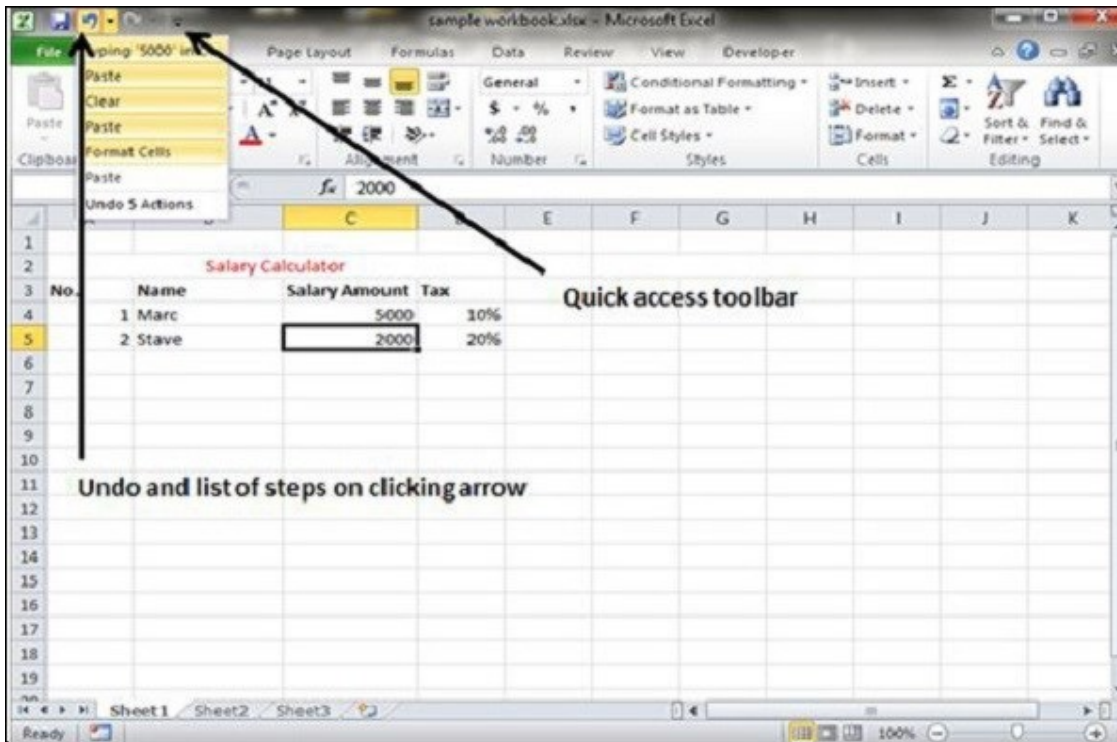 sample workbook.xlsx - Microsoft Excel
File Page Layout Formulas Data Review View Developer
Typing '5000' in
Paste
Clear
Paste
Format Cells
Paste
Undo 5 Actions
Paste
Clipboa
Alignment
General
$ % ,
Number
Conditional Formatting
Format as Table
Cell Styles
Styles
Insert
Delete
Format
Cells
Σ
Sort & Filter
Find & Select
Editing
fx 2000
C E F G H I J K
1
2 Salary Calculator
3 No. Name Salary Amount Tax
4 1 Marc 5000 10%
5 2 Stave 2000 20%
6
7
8
9
10
11
12
13
14
15
16
17
18
19
Quick access toolbar
Undo and list of steps on clicking arrow
Sheet1 Sheet2 Sheet3
Ready 100%